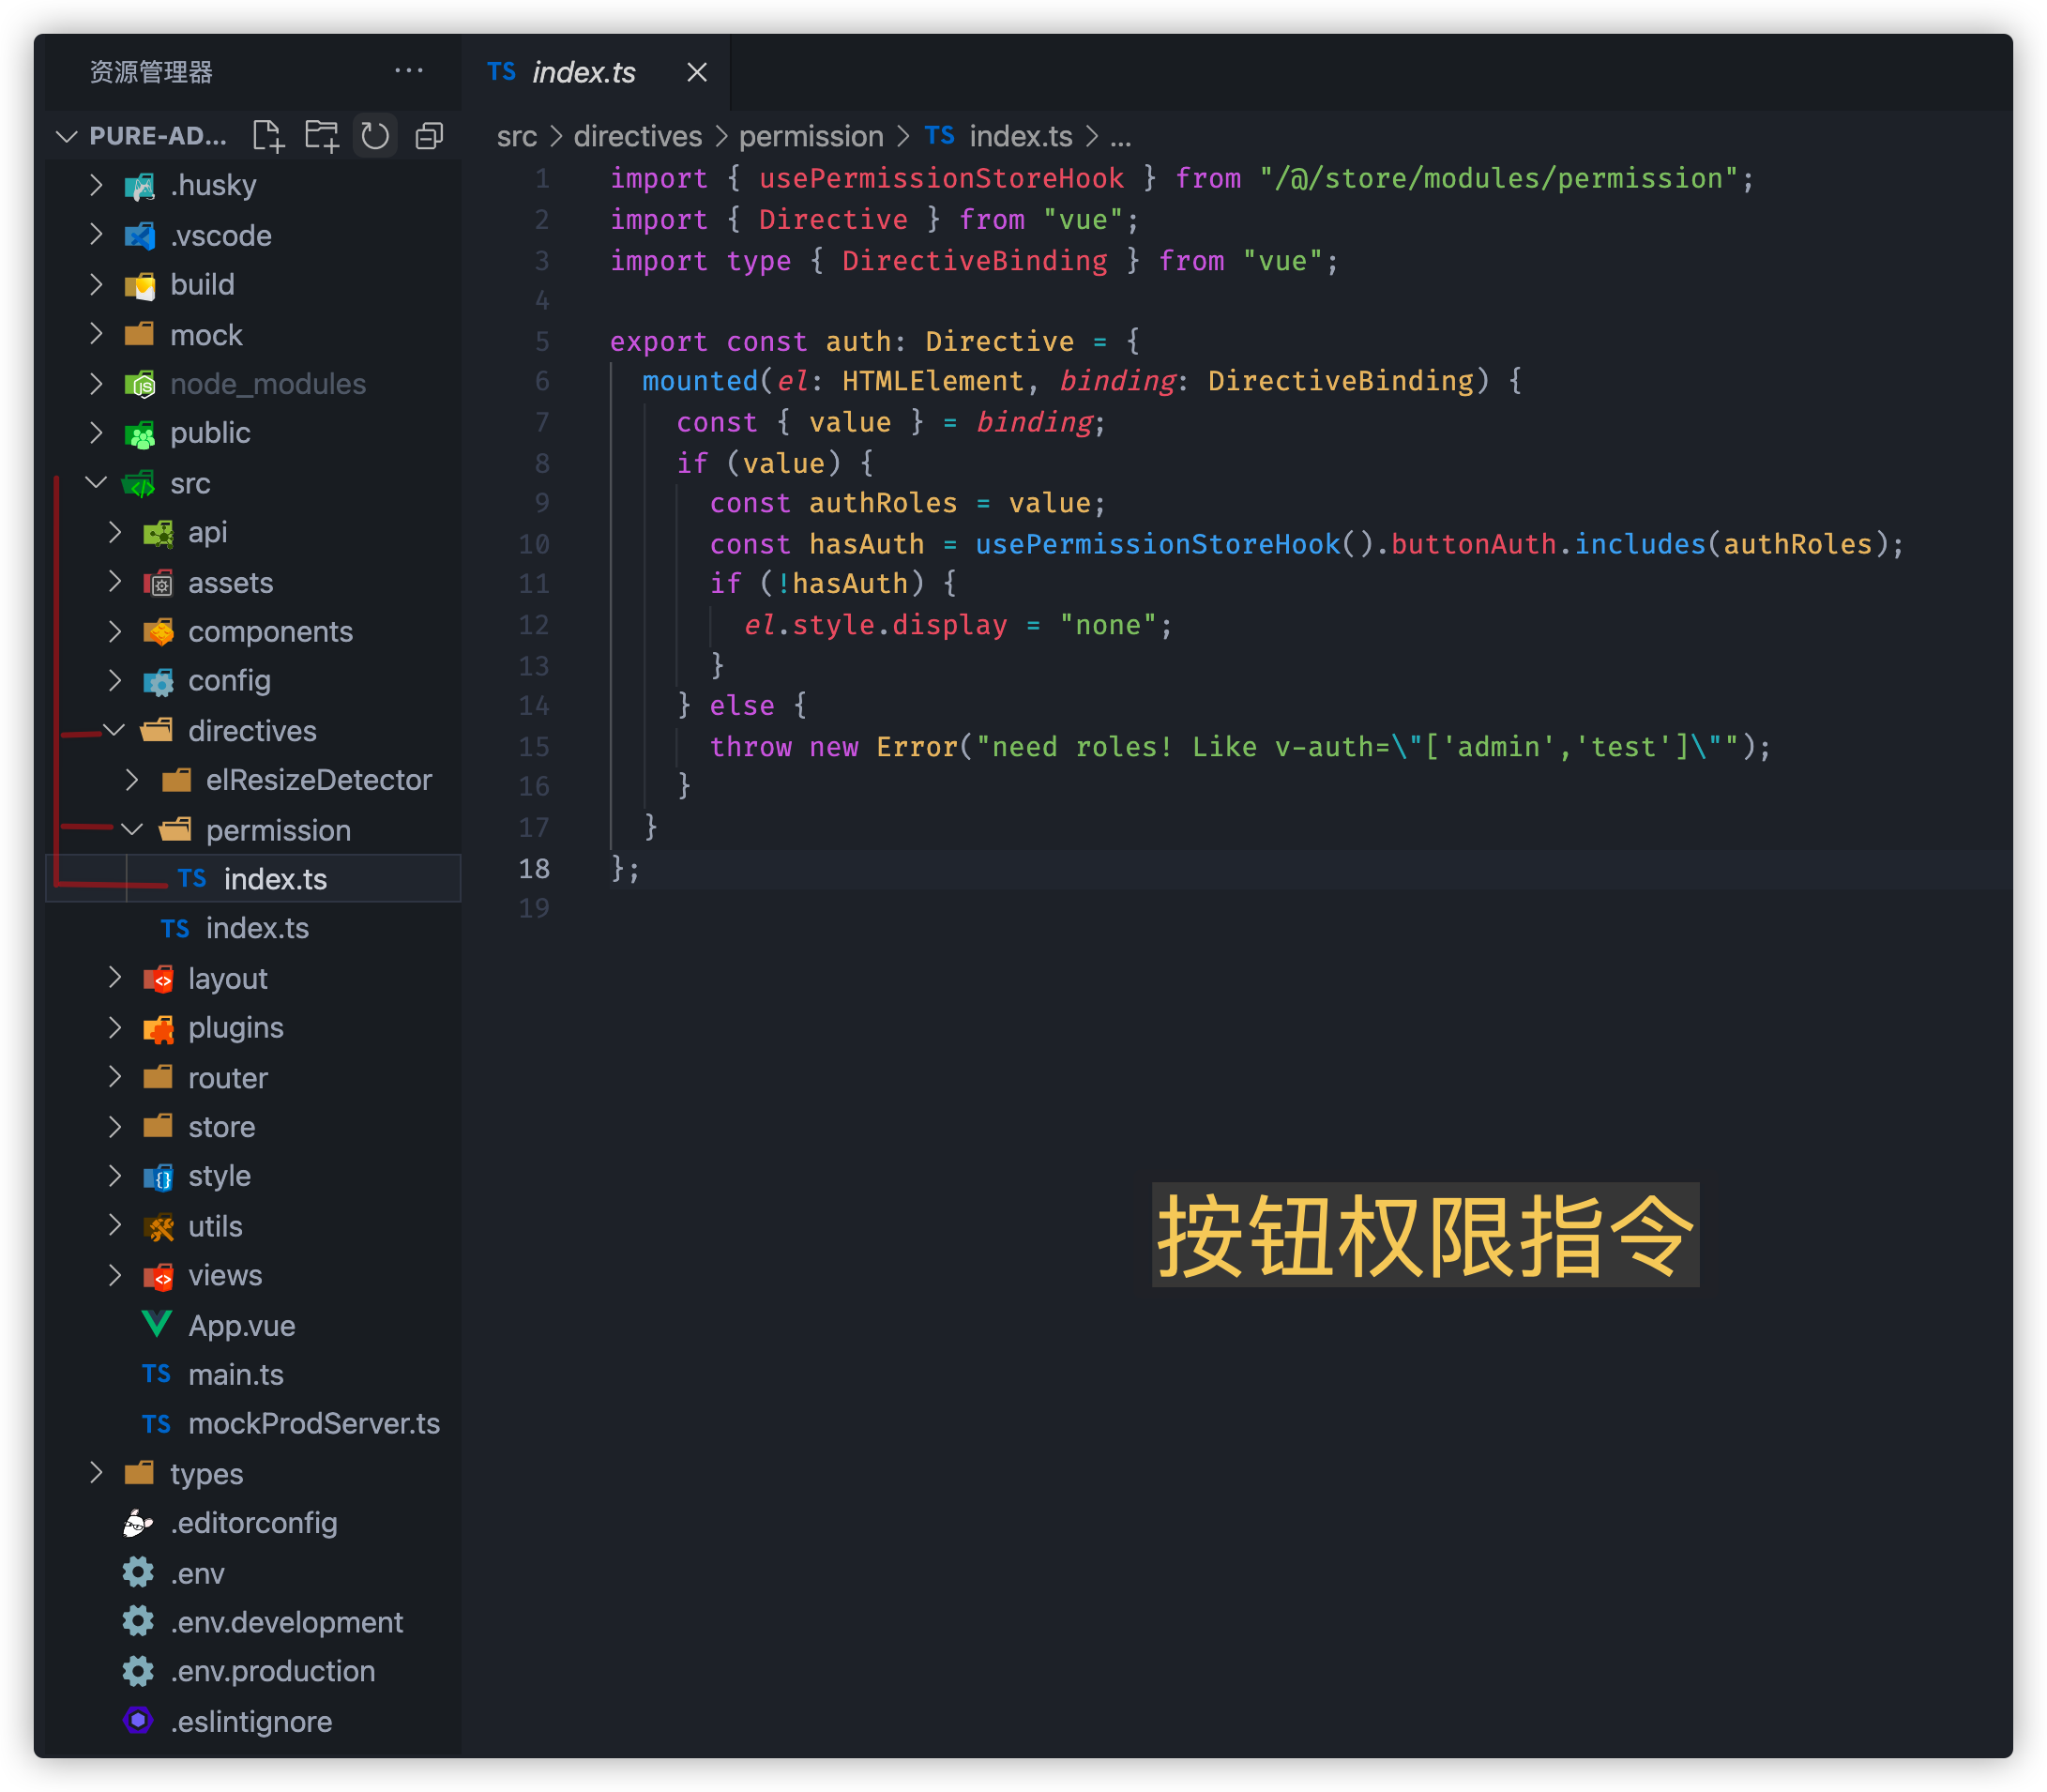 资源管理器 ···
PURE-AD...
.husky
.vscode
build
mock
node_modules
public
src
api
assets
components
config
directives
elResizeDetector
permission
TS index.ts
TS index.ts
layout
plugins
router
store
style
utils
views
App.vue
TS main.ts
TS mockProdServer.ts
types
.editorconfig
.env
.env.development
.env.production
.eslintignore
TS index.ts
src > directives > permission > TS index.ts > ...
1 import { usePermissionStoreHook } from "/@/store/modules/permission";
2 import { Directive } from "vue";
3 import type { DirectiveBinding } from "vue";
4
5 export const auth: Directive = {
6 mounted(el: HTMLElement, binding: DirectiveBinding) {
7 const { value } = binding;
8 if (value) {
9 const authRoles = value;
10 const hasAuth = usePermissionStoreHook().buttonAuth.includes(authRoles);
11 if (!hasAuth) {
12 el.style.display = "none";
13 }
14 } else {
15 throw new Error("need roles! Like v-auth=\"['admin','test']\"");
16 }
17 }
18 };
19
按钮权限指令